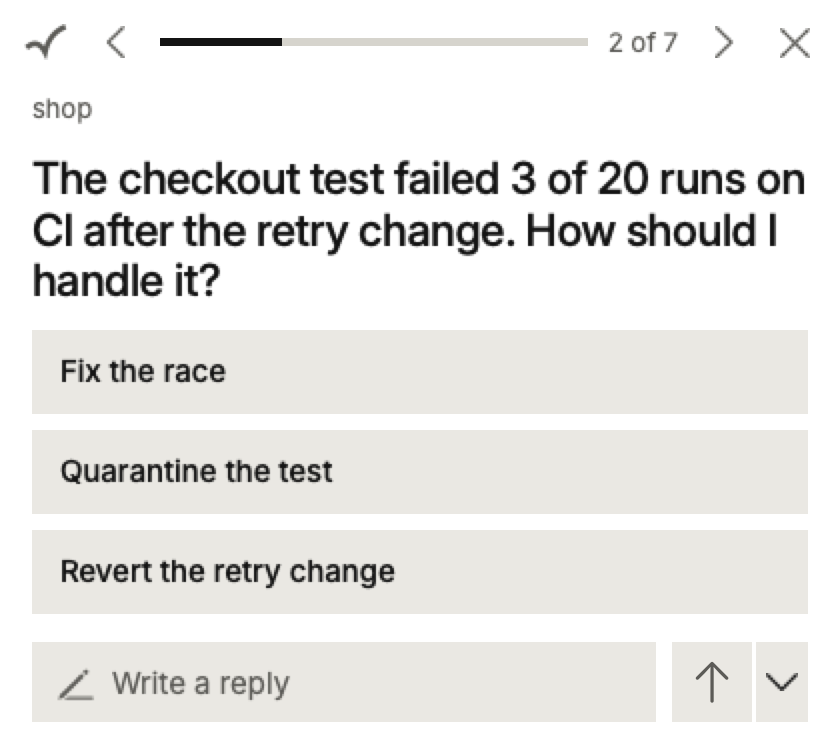 2 of 7
shop
The checkout test failed 3 of 20 runs on
CI after the retry change. How should I
handle it?
Fix the race
Quarantine the test
Revert the retry change
Write a reply